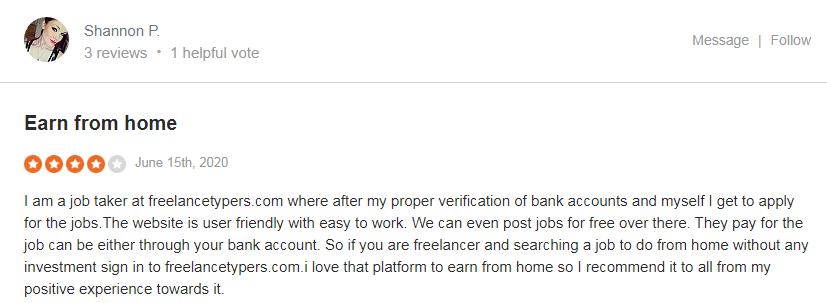 Shannon P.
3 reviews • 1 helpful vote
Message | Follow
Earn from home
June 15th, 2020
I am a job taker at freelancetypers.com where after my proper verification of bank accounts and myself I get to apply
for the jobs.The website is user friendly with easy to work. We can even post jobs for free over there. They pay for the
job can be either through your bank account. So if you are freelancer and searching a job to do from home without any
investment sign in to freelancetypers.com.i love that platform to earn from home so I recommend it to all from my
positive experience towards it.